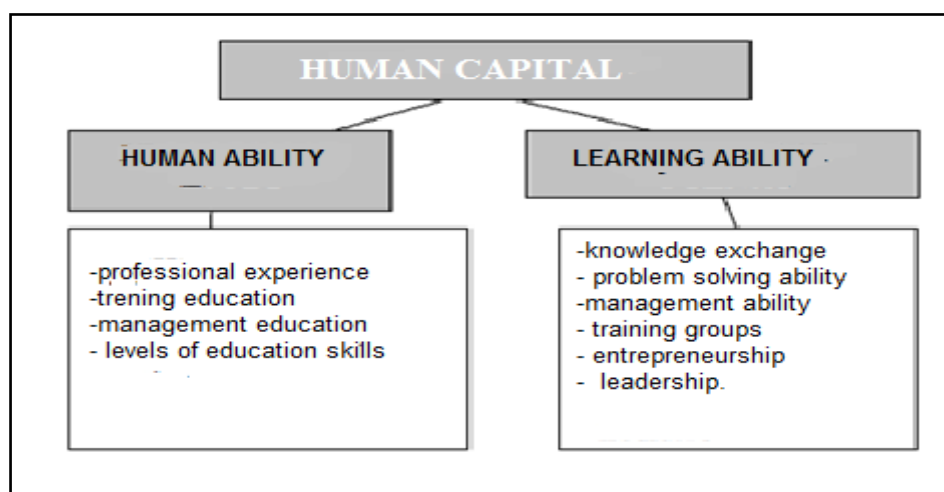 HUMAN CAPITAL
HUMAN ABILITY
LEARNING ABILITY
-professional experience
-trening education
-management education
- levels of education skills
-knowledge exchange
- problem solving ability
-management ability
- training groups
- entrepreneurship
- leadership.